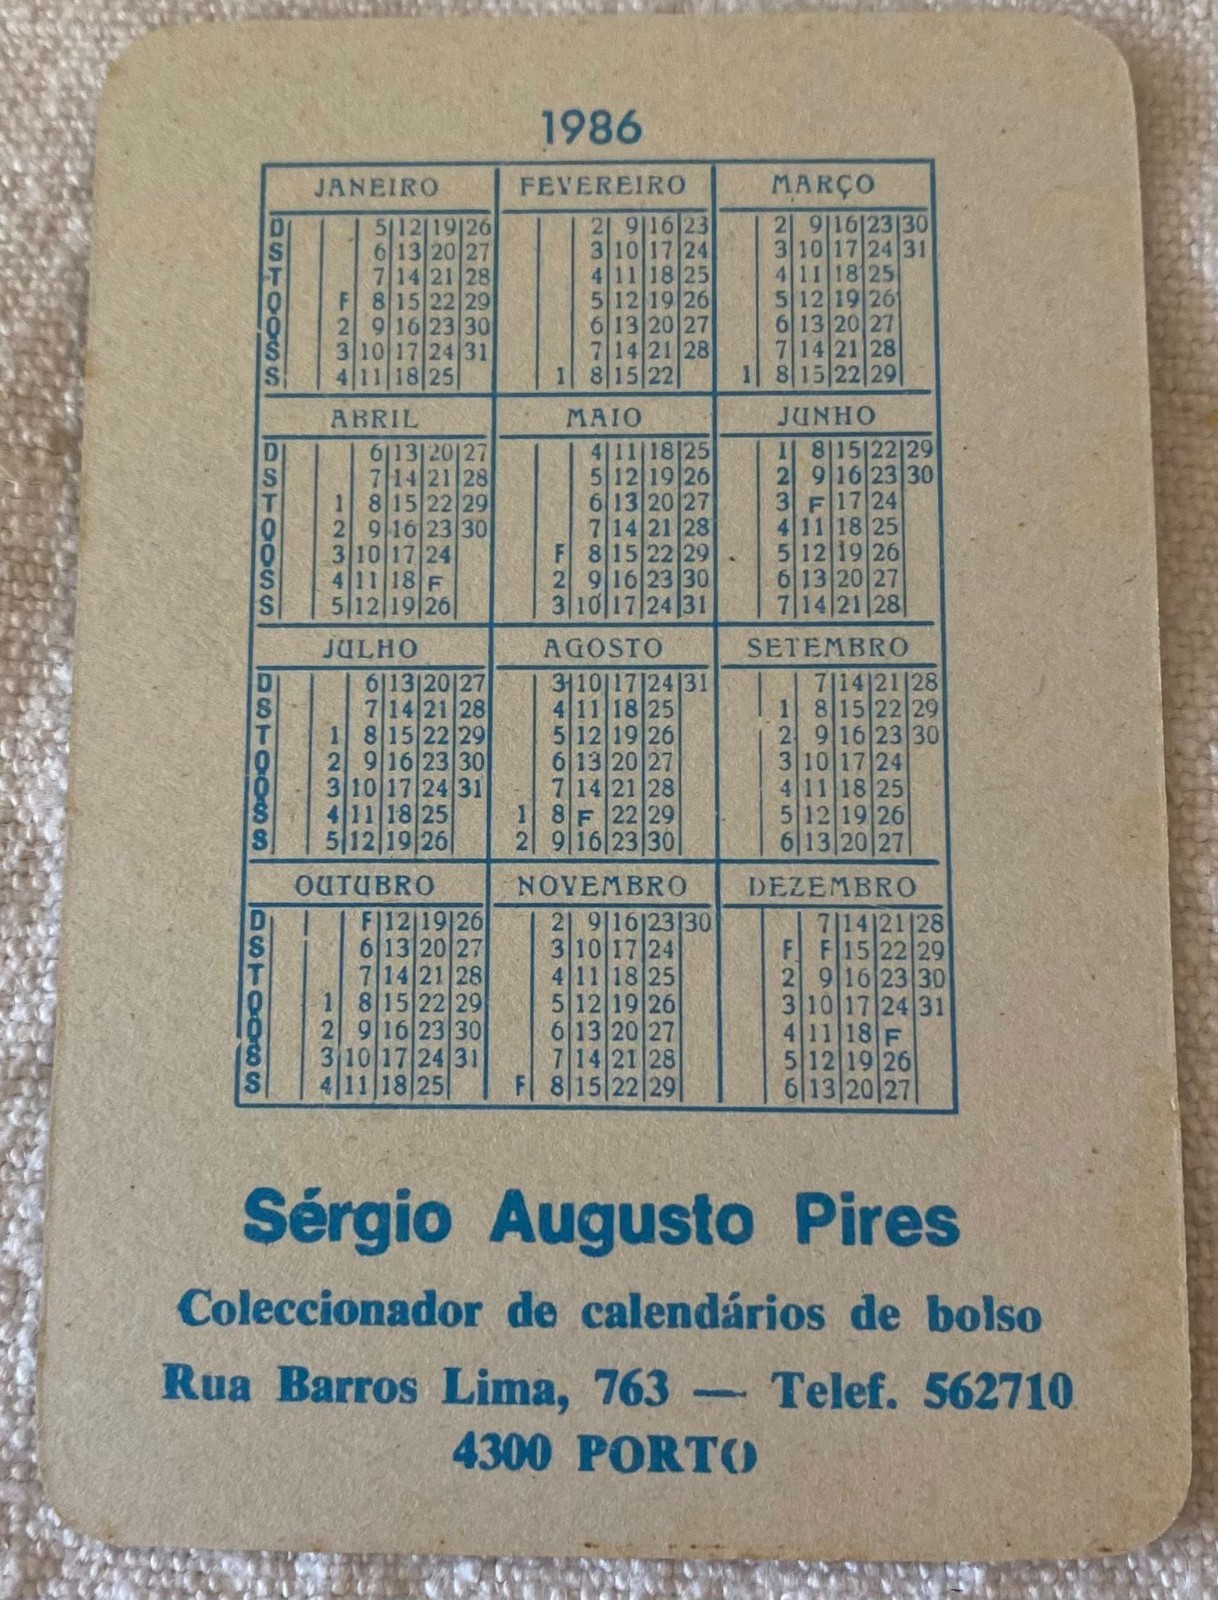 1986
JANEIRO FEVEREIRO MARÇO
D 5 12 19 26 2 9 16 23 2 9 16 23 30
S 6 13 20 27 3 10 17 24 3 10 17 24 31
T 7 14 21 28 4 11 18 25 4 11 18 25
Q F 8 15 22 29 5 12 19 26 5 12 19 26
Q 2 9 16 23 30 6 13 20 27 6 13 20 27
S 3 10 17 24 31 7 14 21 28 7 14 21 28
S 4 11 18 25 1 8 15 22 1 8 15 22 29
ABRIL MAIO JUNHO
D 6 13 20 27 4 11 18 25 1 8 15 22 29
S 7 14 21 28 5 12 19 26 2 9 16 23 30
T 1 8 15 22 29 6 13 20 27 3 F 17 24
Q 2 9 16 23 30 7 14 21 28 4 11 18 25
Q 3 10 17 24 F 8 15 22 29 5 12 19 26
S 4 11 18 F 2 9 16 23 30 6 13 20 27
S 5 12 19 26 3 10 17 24 31 7 14 21 28
JULHO AGOSTO SETEMBRO
D 6 13 20 27 3 10 17 24 31 7 14 21 28
S 7 14 21 28 4 11 18 25 1 8 15 22 29
T 1 8 15 22 29 5 12 19 26 2 9 16 23 30
Q 2 9 16 23 30 6 13 20 27 3 10 17 24
Q 3 10 17 24 31 7 14 21 28 4 11 18 25
S 4 11 18 25 1 8 F 22 29 5 12 19 26
S 5 12 19 26 2 9 16 23 30 6 13 20 27
OUTUBRO NOVEMBRO DEZEMBRO
D F 12 19 26 2 9 16 23 30 7 14 21 28
S 6 13 20 27 3 10 17 24 F F 15 22 29
T 7 14 21 28 4 11 18 25 2 9 16 23 30
Q 1 8 15 22 29 5 12 19 26 3 10 17 24 31
Q 2 9 16 23 30 6 13 20 27 4 11 18 F
S 3 10 17 24 31 7 14 21 28 5 12 19 26
S 4 11 18 25 F 8 15 22 29 6 13 20 27
Sérgio Augusto Pires
Coleccionador de calendários de bolso
Rua Barros Lima, 763 — Telef. 562710
4300 PORTO